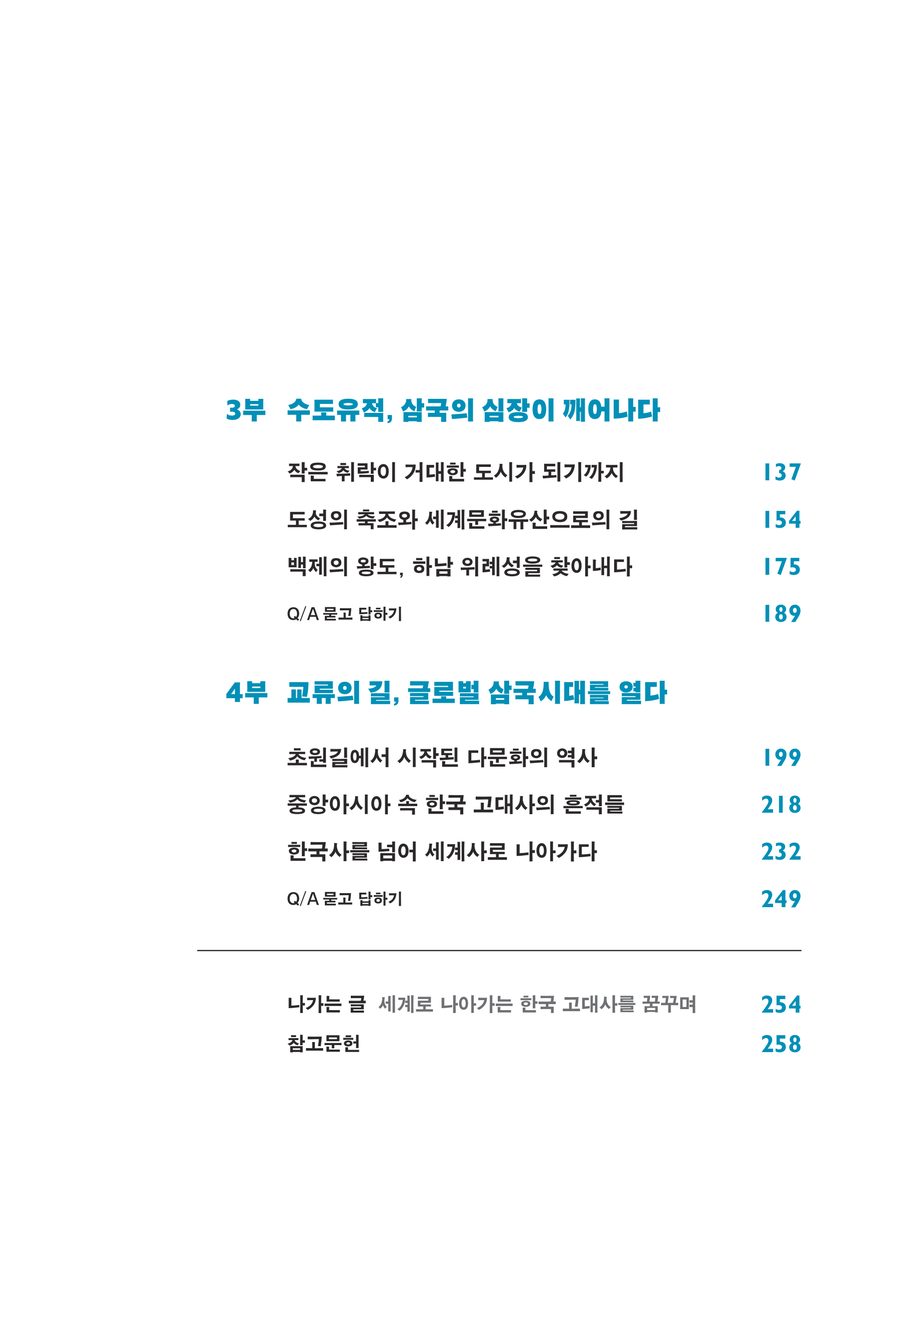 3부 수도유적, 삼국의 심장이 깨어나다
작은 취락이 거대한 도시가 되기까지 137
도성의 축조와 세계문화유산으로의 길 154
백제의 왕도, 하남 위례성을 찾아내다 175
Q/A 묻고 답하기 189
4부 교류의 길, 글로벌 삼국시대를 열다
초원길에서 시작된 다문화의 역사 199
중앙아시아 속 한국 고대사의 흔적들 218
한국사를 넘어 세계사로 나아가다 232
Q/A 묻고 답하기 249
나가는 글 세계로 나아가는 한국 고대사를 꿈꾸며 254
참고문헌 258